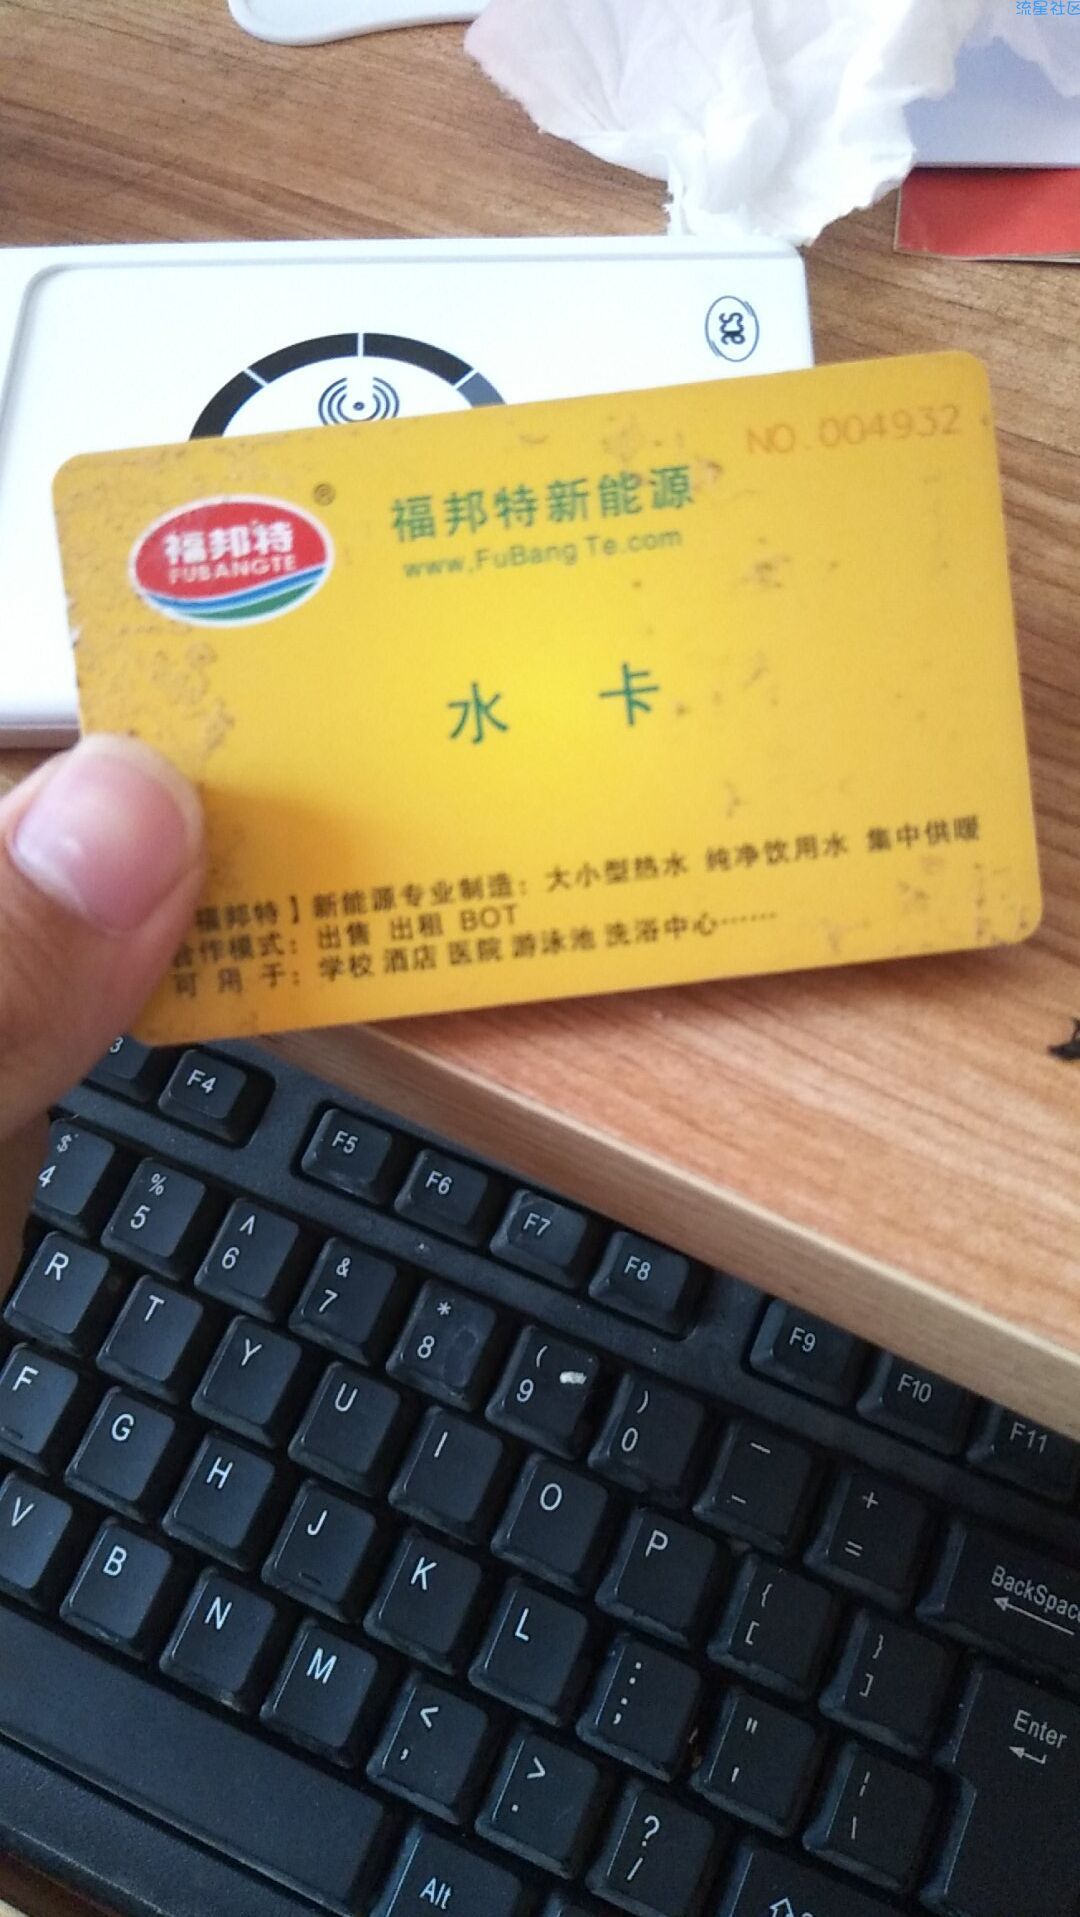 流星社区
NO.004932
福邦特
FUBANGTE
®
福邦特新能源
www.FuBangTe.com
水 卡
福邦特】新能源专业制造：大小型热水 纯净饮用水 集中供暖
合作模式：出售 出租 BOT
可 用 于：学校 酒店 医院 游泳池 洗浴中心……
3 F4 F5 F6 F7 F8 F9 F10 F11
$ 4 % 5 ^ 6 & 7 * 8 ( 9 ) 0 — - + = BackSpac
R T Y U I O P { [ } ]
F G H J K L : ; " ' | \ Enter
V B N M < , > . ? /
Alt